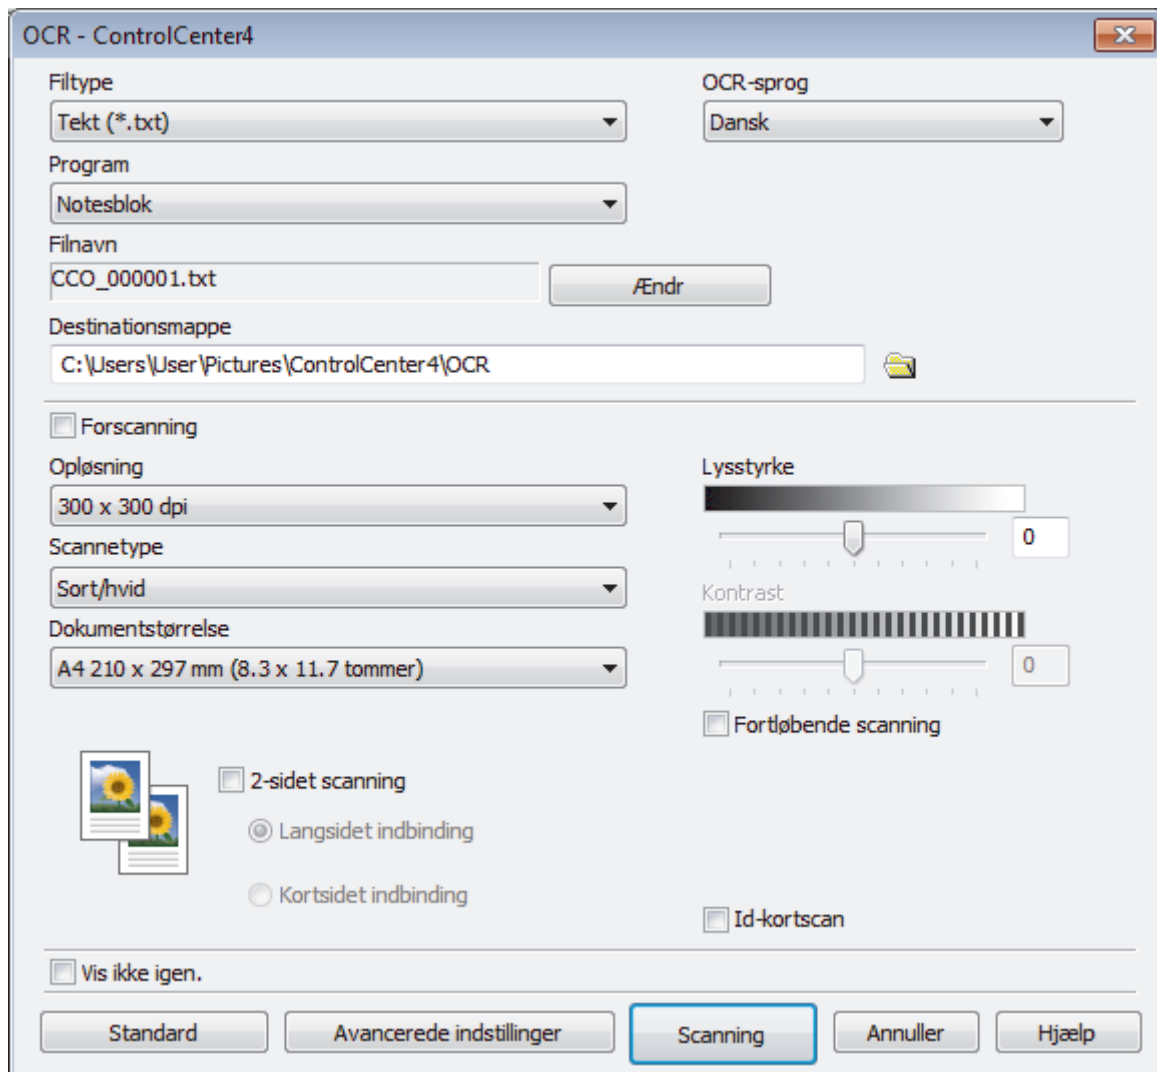 OCR - ControlCenter4
Filtype
OCR-sprog
Tekt (*.txt)
Dansk
Program
Notesblok
Filnavn
CCO_000001.txt
Ændr
Destinationsmappe
C:\Users\User\Pictures\ControlCenter4\OCR
Forscanning
Opløsning
Lysstyrke
300 x 300 dpi
0
Scannetype
Sort/hvid
Kontrast
Dokumentstørrelse
A4 210 x 297 mm (8.3 x 11.7 tommer)
0
Fortløbende scanning
2-sidet scanning
Langsidet indbinding
Kortsidet indbinding
Id-kortscan
Vis ikke igen.
Standard
Avancerede indstillinger
Scanning
Annuller
Hjælp